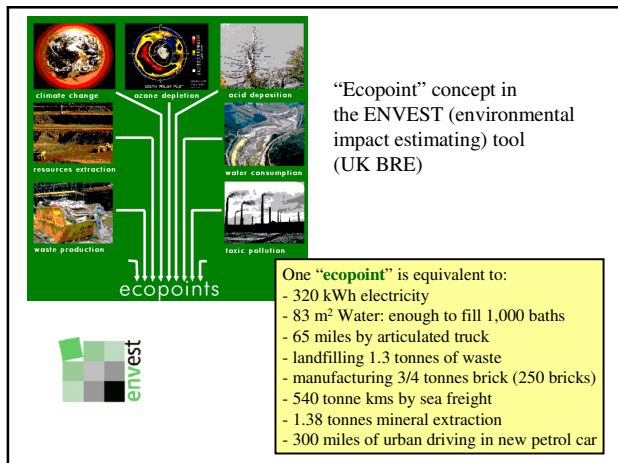 climate change
ozone depletion
acid deposition
resources extraction
water consumption
waste production
toxic pollution
ecopoints
“Ecopoint” concept in
the ENVEST (environmental
impact estimating) tool
(UK BRE)
One “ecopoint” is equivalent to:
- 320 kWh electricity
- 83 m² Water: enough to fill 1,000 baths
- 65 miles by articulated truck
- landfilling 1.3 tonnes of waste
- manufacturing 3/4 tonnes brick (250 bricks)
- 540 tonne kms by sea freight
- 1.38 tonnes mineral extraction
- 300 miles of urban driving in new petrol car
envest